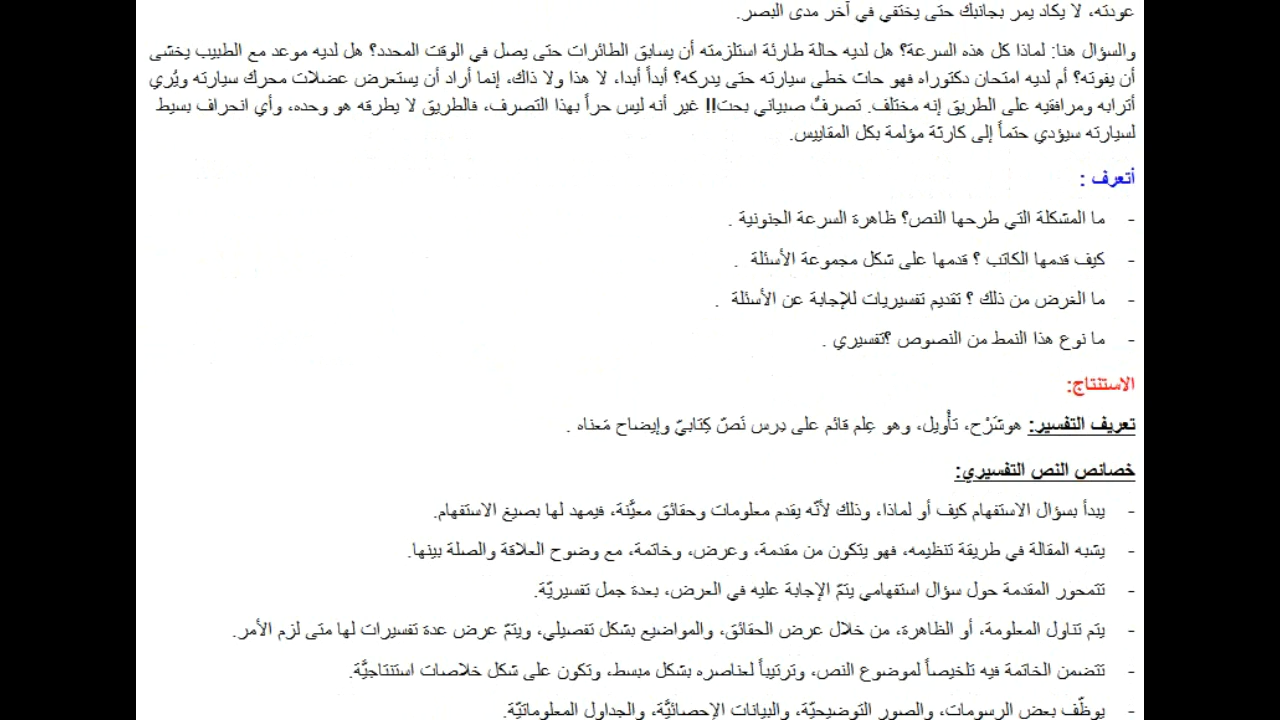 عودته، لا يكاد يمر بجانبك حتى يختفي في آخر مدى البصر.
والسؤال هنا: لماذا كل هذه السرعة؟ هل لديه حالة طارئة استلزمته أن يسابق الطائرات حتى يصل في الوقت المحدد؟ هل لديه موعد مع الطبيب يخشى
أن يفوته؟ أم لديه امتحان دكتوراه فهو حاث خطى سيارته حتى يدركه؟ أبداً أبدا، لا هذا ولا ذاك، إنما أراد أن يستعرض عضلات محرك سيارته ويُري
أترابه ومرافقيه على الطريق إنه مختلف. تصرفٌ صبياني بحت!! غير أنه ليس حراً بهذا التصرف، فالطريق لا يطرقه هو وحده، وأي انحراف بسيط
لسيارته سيؤدي حتماً إلى كارثة مؤلمة بكل المقاييس.
أتعرف :
- ما المشكلة التي طرحها النص؟ ظاهرة السرعة الجنونية .
- كيف قدمها الكاتب ؟ قدمها على شكل مجموعة الأسئلة .
- ما الغرض من ذلك ؟ تقديم تفسيريات للإجابة عن الأسئلة .
- ما نوع هذا النمط من النصوص ؟تفسيري .
الاستنتاج:
تعريف التفسير: هوشَرْح، تأْويل، وهو عِلم قائم على دِرس نَصّ كِتابيّ وإيضاح مَعناه .
خصائص النص التفسيري:
- يبدأ بسؤال الاستفهام كيف أو لماذا، وذلك لأنّه يقدم معلومات وحقائق معيَّنة، فيمهد لها بصيغ الاستفهام.
- يشبه المقالة في طريقة تنظيمه، فهو يتكون من مقدمة، وعرض، وخاتمة، مع وضوح العلاقة والصلة بينها.
- تتمحور المقدمة حول سؤال استفهامي يتمّ الإجابة عليه في العرض، بعدة جمل تفسيريّة.
- يتم تناول المعلومة، أو الظاهرة، من خلال عرض الحقائق، والمواضيع بشكل تفصيلي، ويتمّ عرض عدة تفسيرات لها متى لزم الأمر.
- تتضمن الخاتمة فيه تلخيصاً لموضوع النص، وترتيباً لعناصره بشكل مبسط، وتكون على شكل خلاصات استنتاجيَّة.
- يوظّف بعض الرسومات، والصور التوضيحيّة، والبيانات الإحصائيَّة، والجداول المعلوماتيّة.